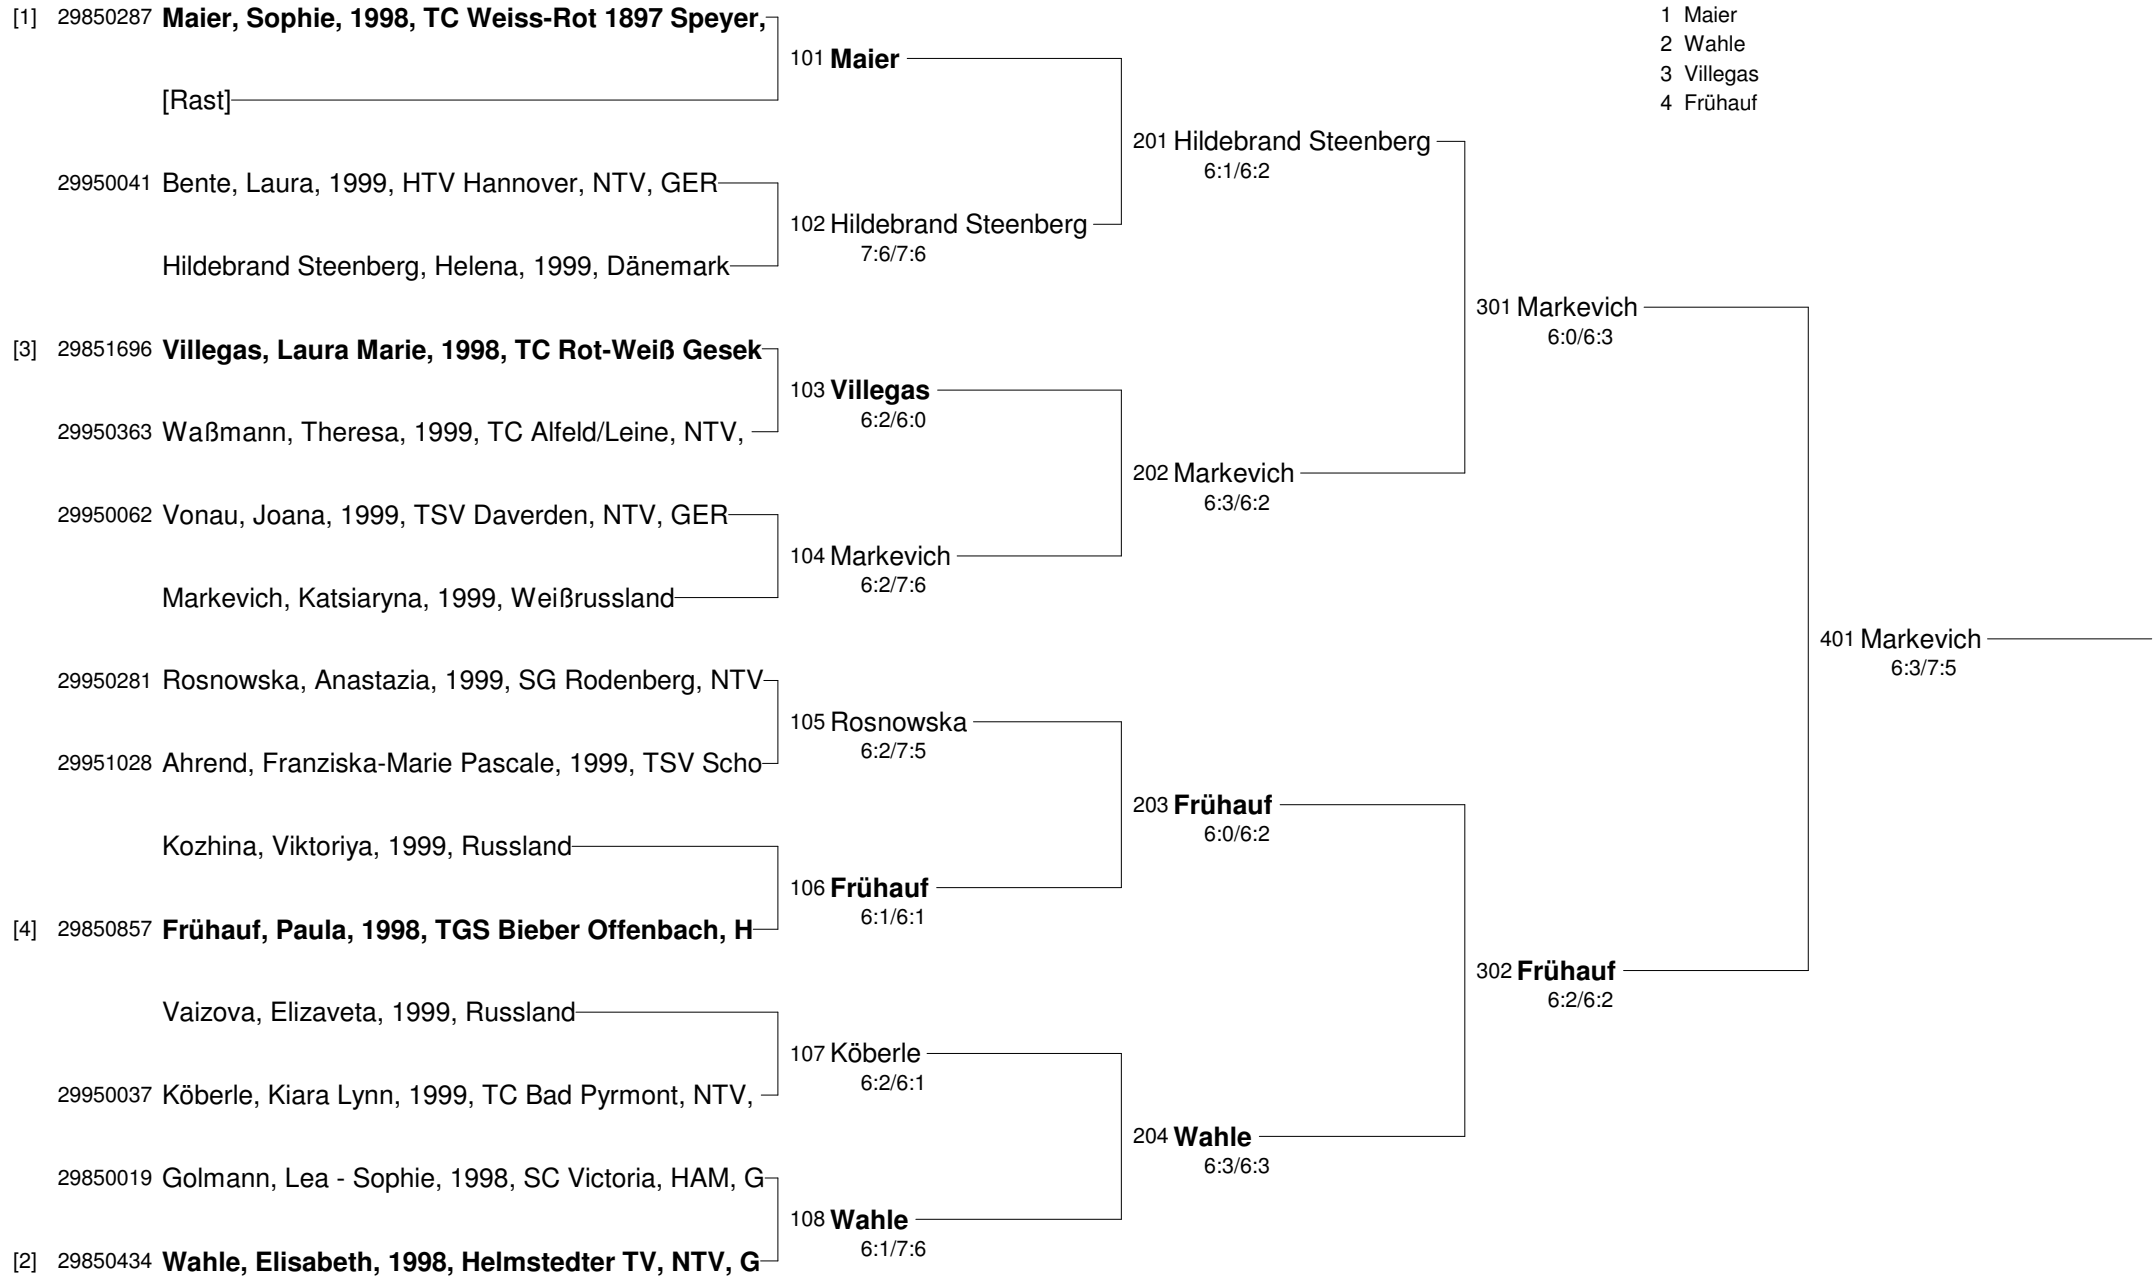 [1] 29850287 Maier, Sophie, 1998, TC Weiss-Rot 1897 Speyer,
1 Maier
2 Wahle
3 Villegas
4 Frühauf
101 Maier
[Rast]
201 Hildebrand Steenberg
6:1/6:2
29950041 Bente, Laura, 1999, HTV Hannover, NTV, GER
102 Hildebrand Steenberg
7:6/7:6
Hildebrand Steenberg, Helena, 1999, Dänemark
301 Markevich
6:0/6:3
[3] 29851696 Villegas, Laura Marie, 1998, TC Rot-Weiß Gesek
103 Villegas
6:2/6:0
29950363 Waßmann, Theresa, 1999, TC Alfeld/Leine, NTV,
202 Markevich
6:3/6:2
29950062 Vonau, Joana, 1999, TSV Daverden, NTV, GER
104 Markevich
6:2/7:6
Markevich, Katsiaryna, 1999, Weißrussland
401 Markevich
6:3/7:5
29950281 Rosnowska, Anastazia, 1999, SG Rodenberg, NTV
105 Rosnowska
6:2/7:5
29951028 Ahrend, Franziska-Marie Pascale, 1999, TSV Scho
203 Frühauf
6:0/6:2
Kozhina, Viktoriya, 1999, Russland
106 Frühauf
6:1/6:1
[4] 29850857 Frühauf, Paula, 1998, TGS Bieber Offenbach, H
302 Frühauf
6:2/6:2
Vaizova, Elizaveta, 1999, Russland
107 Köberle
6:2/6:1
29950037 Köberle, Kiara Lynn, 1999, TC Bad Pyrmont, NTV,
204 Wahle
6:3/6:3
29850019 Golmann, Lea - Sophie, 1998, SC Victoria, HAM, G
108 Wahle
6:1/7:6
[2] 29850434 Wahle, Elisabeth, 1998, Helmstedter TV, NTV, G